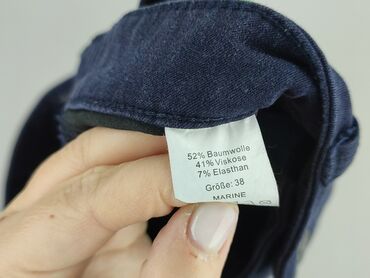 52% Baumwolle
41% Viskose
7% Elasthan
Größe: 38
MARINE